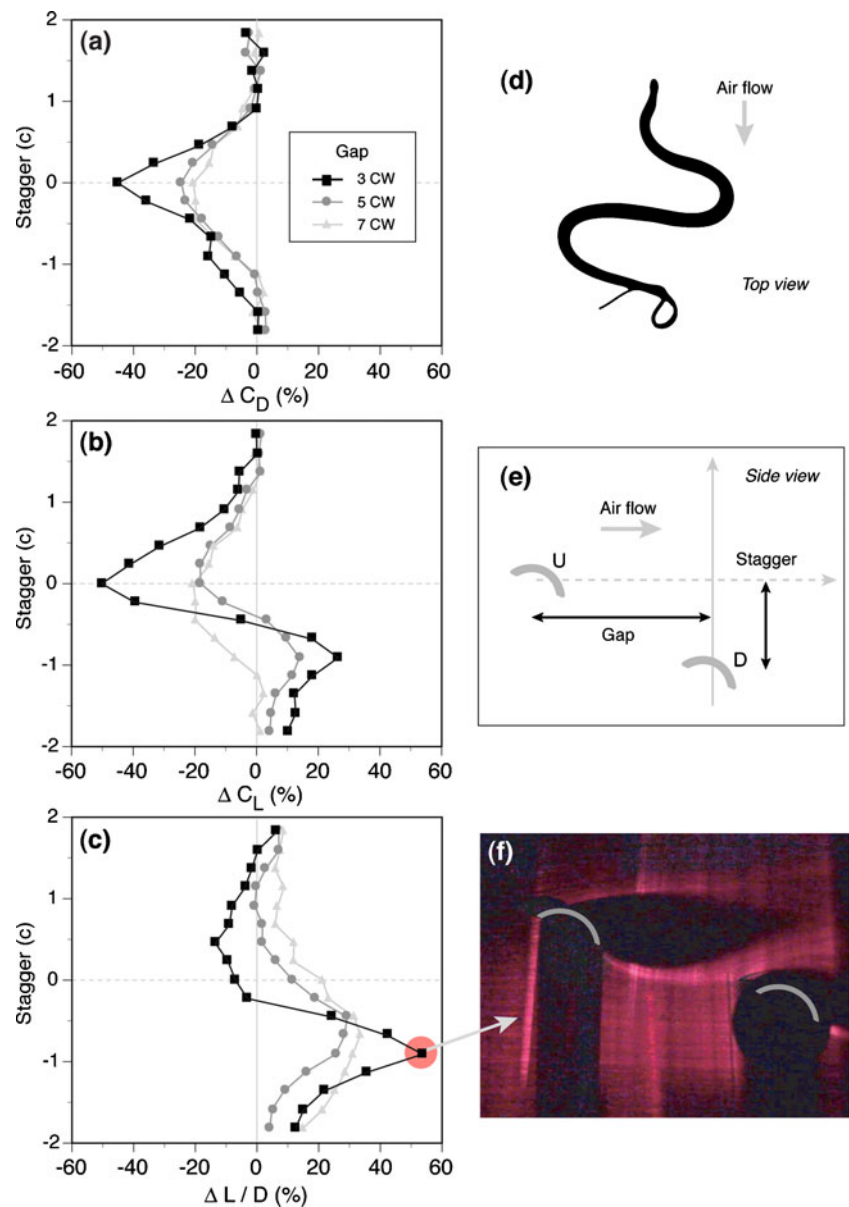 (a)
2
1
0
-1
-2
Stagger (c)
Gap
3 CW
5 CW
7 CW
-60 -40 -20 0 20 40 60
Δ C_D (%)
(b)
2
1
0
-1
-2
Stagger (c)
-60 -40 -20 0 20 40 60
Δ C_L (%)
(c)
2
1
0
-1
-2
Stagger (c)
-60 -40 -20 0 20 40 60
Δ L / D (%)
(d)
Air flow
Top view
(e)
Side view
Air flow
U
Stagger
Gap
D
(f)